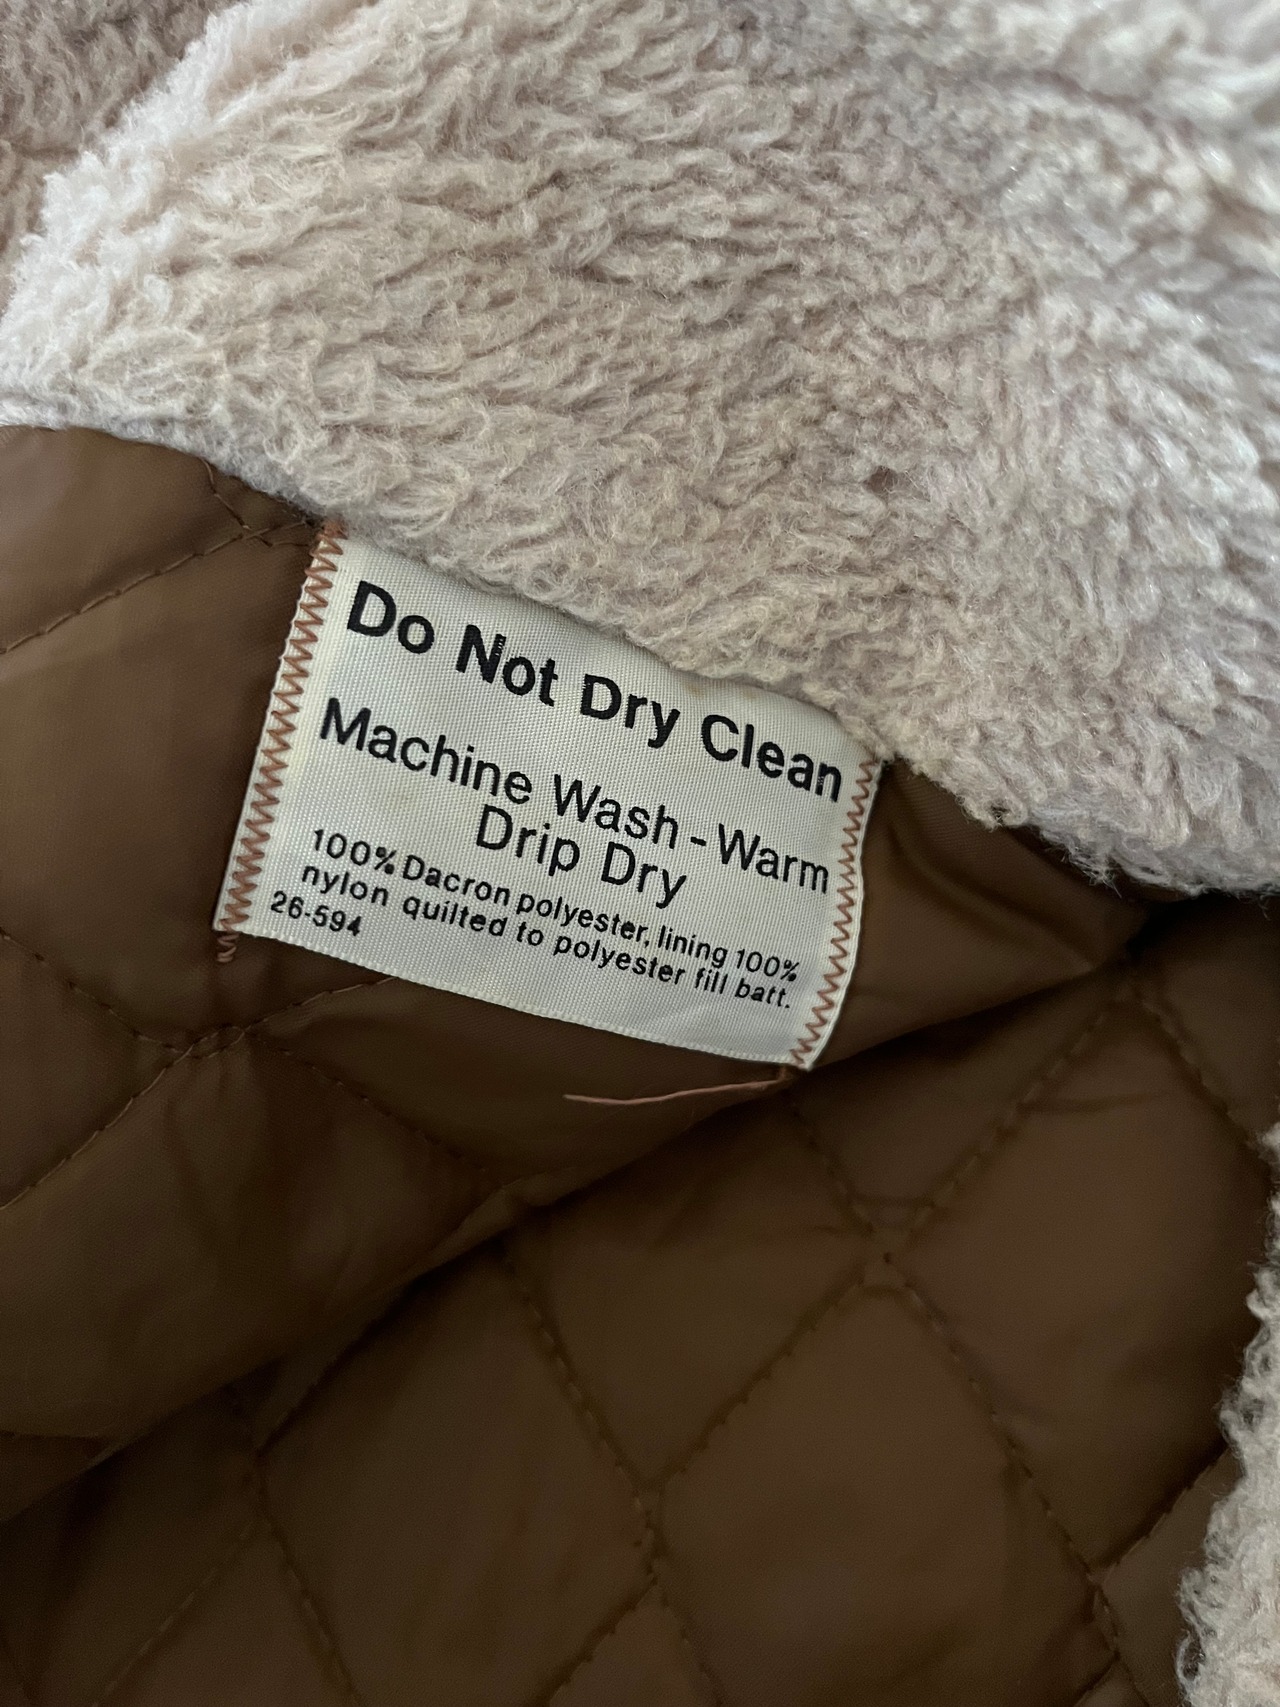 Do Not Dry Clean
Machine Wash - Warm
Drip Dry
100% Dacron polyester, lining 100%
nylon quilted to polyester fill batt.
26-594